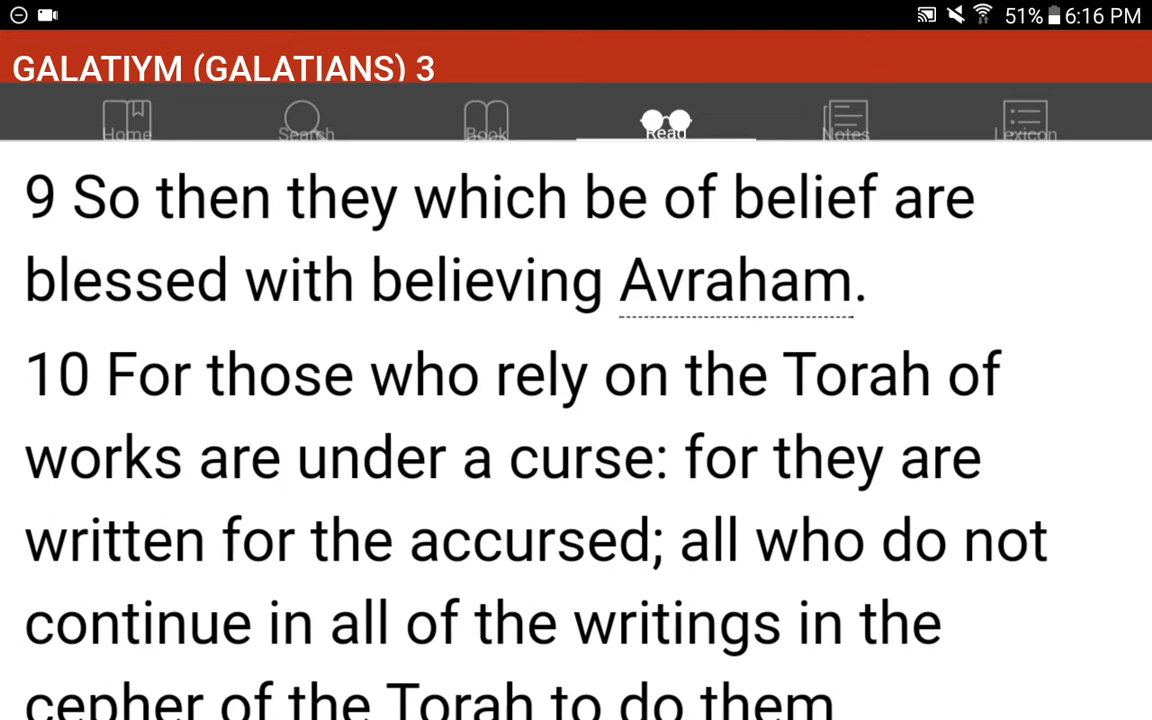 51% 6:16 PM
GALATIYM (GALATIANS) 3
Home Search Book Read Notes Lexicon
9 So then they which be of belief are
blessed with believing Avraham.
10 For those who rely on the Torah of
works are under a curse: for they are
written for the accursed; all who do not
continue in all of the writings in the
cepher of the Torah to do them